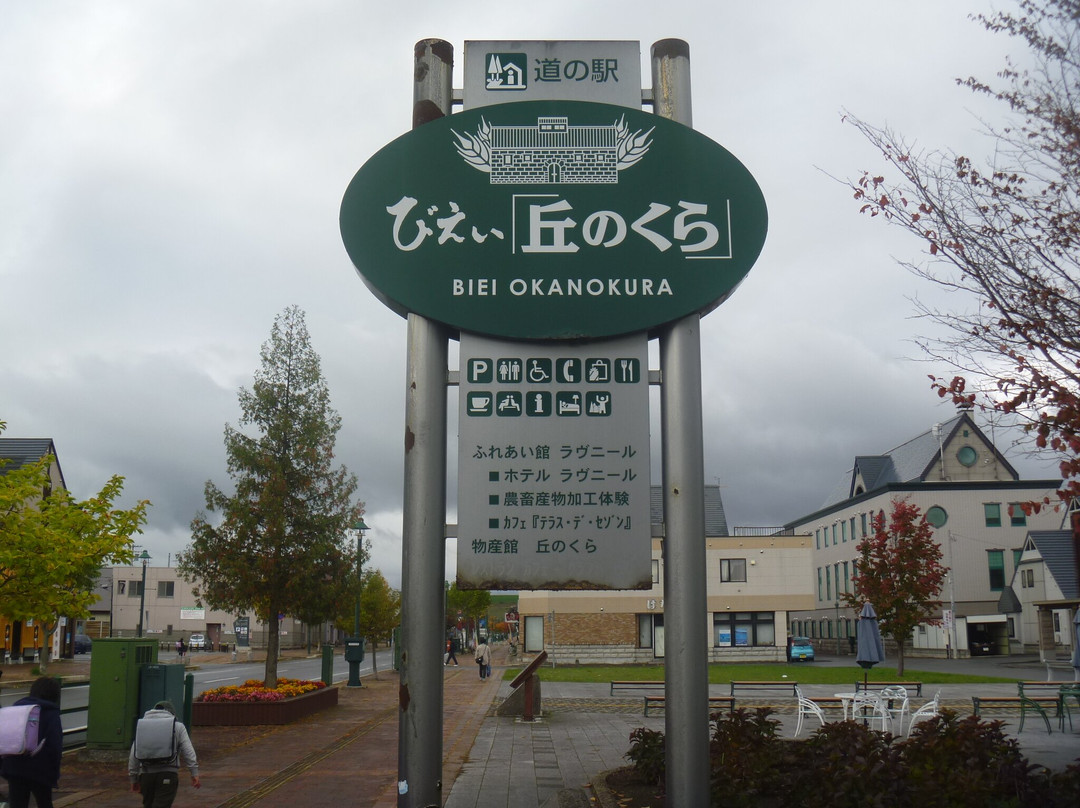 道の駅
びえい「丘のくら」
BIEI OKANOKURA
P
i
ふれあい館 ラヴニール
■ ホテル ラヴニール
■ 農畜産物加工体験
■ カフェ『テラス・デ・セゾン』
物産館 丘のくら